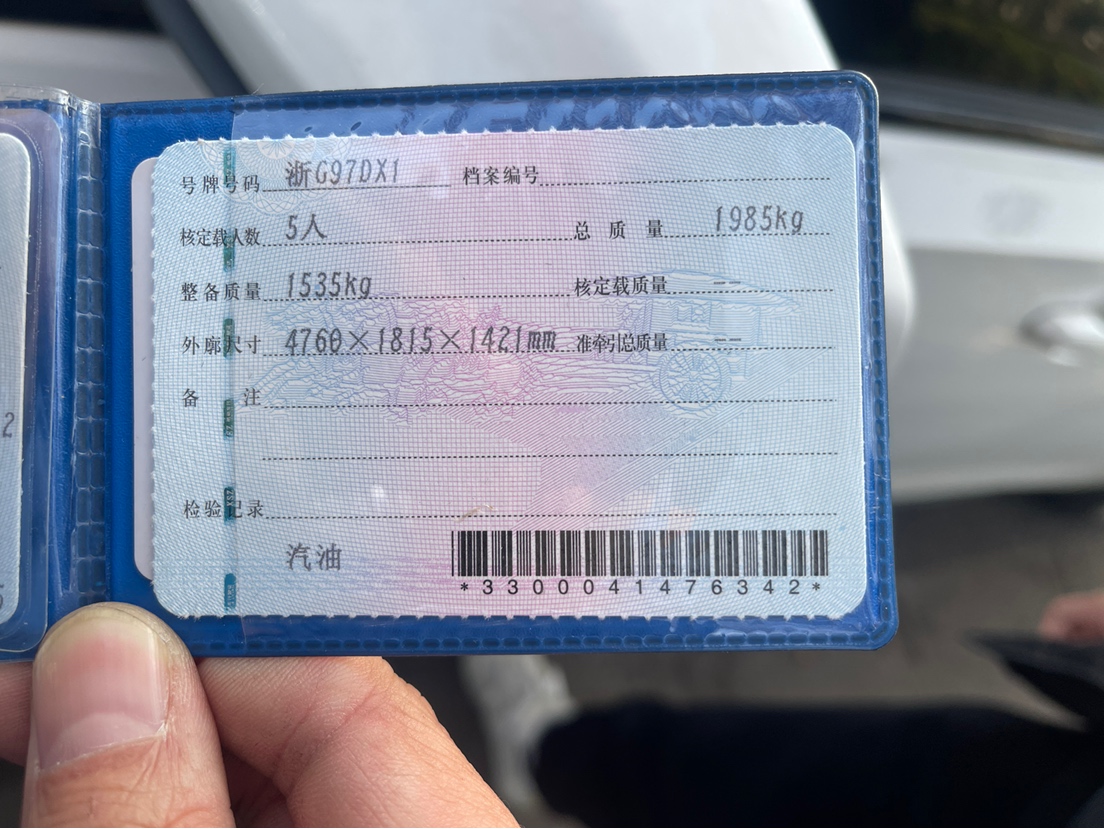 号牌号码 浙G97DX1 档案编号
核定载人数 5人 总质量 1985kg
整备质量 1535kg 核定载质量 --
外廓尺寸 4760×1815×1421mm 准牵引总质量 --
备注
检验记录
汽油
*3300041476342*
2
5